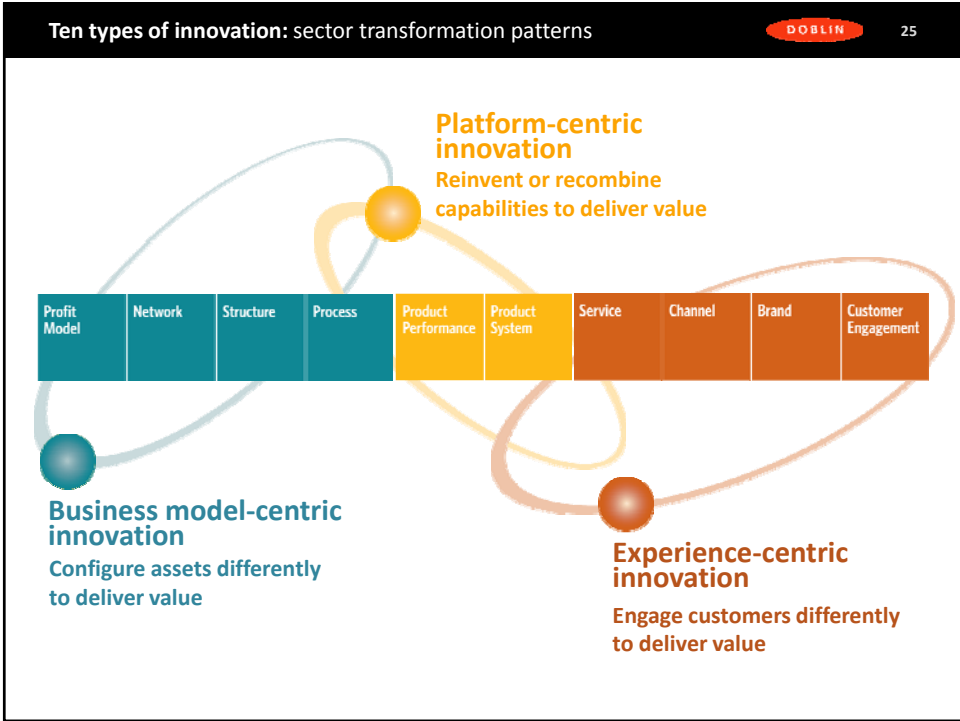 Ten types of innovation: sector transformation patterns
DOBLIN
25
Platform-centric
innovation
Reinvent or recombine
capabilities to deliver value
Profit
Model
Network
Structure
Process
Product
Performance
Product
System
Service
Channel
Brand
Customer
Engagement
Business model-centric
innovation
Configure assets differently
to deliver value
Experience-centric
innovation
Engage customers differently
to deliver value